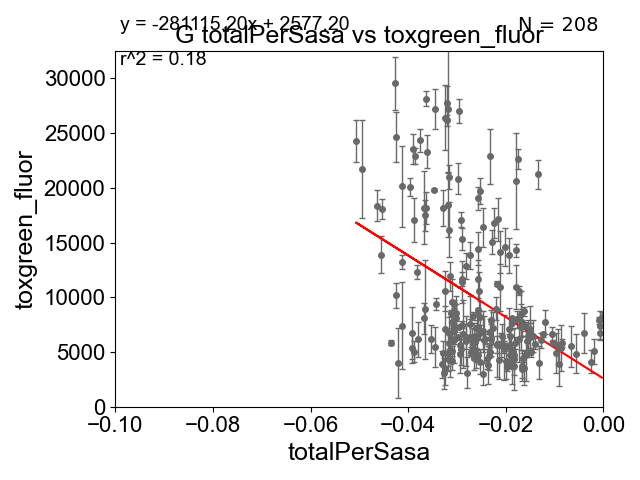 y = -281115.20x + 2577.20
N = 208
G totalPerSasa vs toxgreen_fluor
r^2 = 0.18
30000
25000
20000
15000
10000
5000
0
toxgreen_fluor
−0.10
−0.08
−0.06
−0.04
−0.02
0.00
totalPerSasa